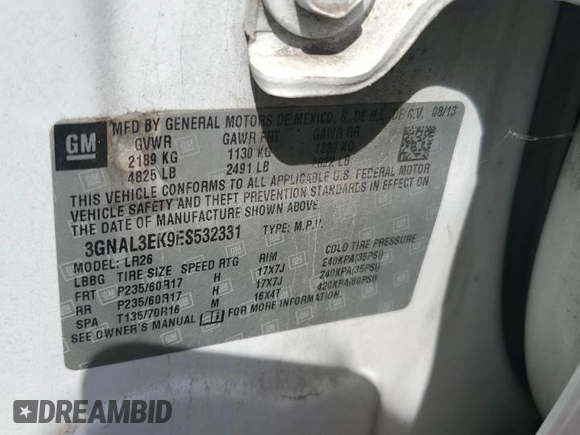 MFD BY GENERAL MOTORS DE MEXICO, S. DE R.L. DE C.V. 08/13
GM
GVWR GAWR FRT GAWR RR
2189 KG 1130 KG 1280 KG
4825 LB 2491 LB 2822 LB
THIS VEHICLE CONFORMS TO ALL APPLICABLE U.S. FEDERAL MOTOR
VEHICLE SAFETY AND THEFT PREVENTION STANDARDS IN EFFECT
ON THE DATE OF MANUFACTURE SHOWN ABOVE.
3GNAL3EK9ES532331 TYPE: M.P.V.
MODEL: LR26
LBBG TIRE SIZE SPEED RTG RIM COLD TIRE PRESSURE
FRT P235/60R17 H 17X7J 240KPA(35PSI)
RR P235/60R17 H 17X7J 240KPA(35PSI)
SPA T135/70R16 M 16X4T 420KPA(60PSI)
SEE OWNER'S MANUAL FOR MORE INFORMATION.
DREAMBID